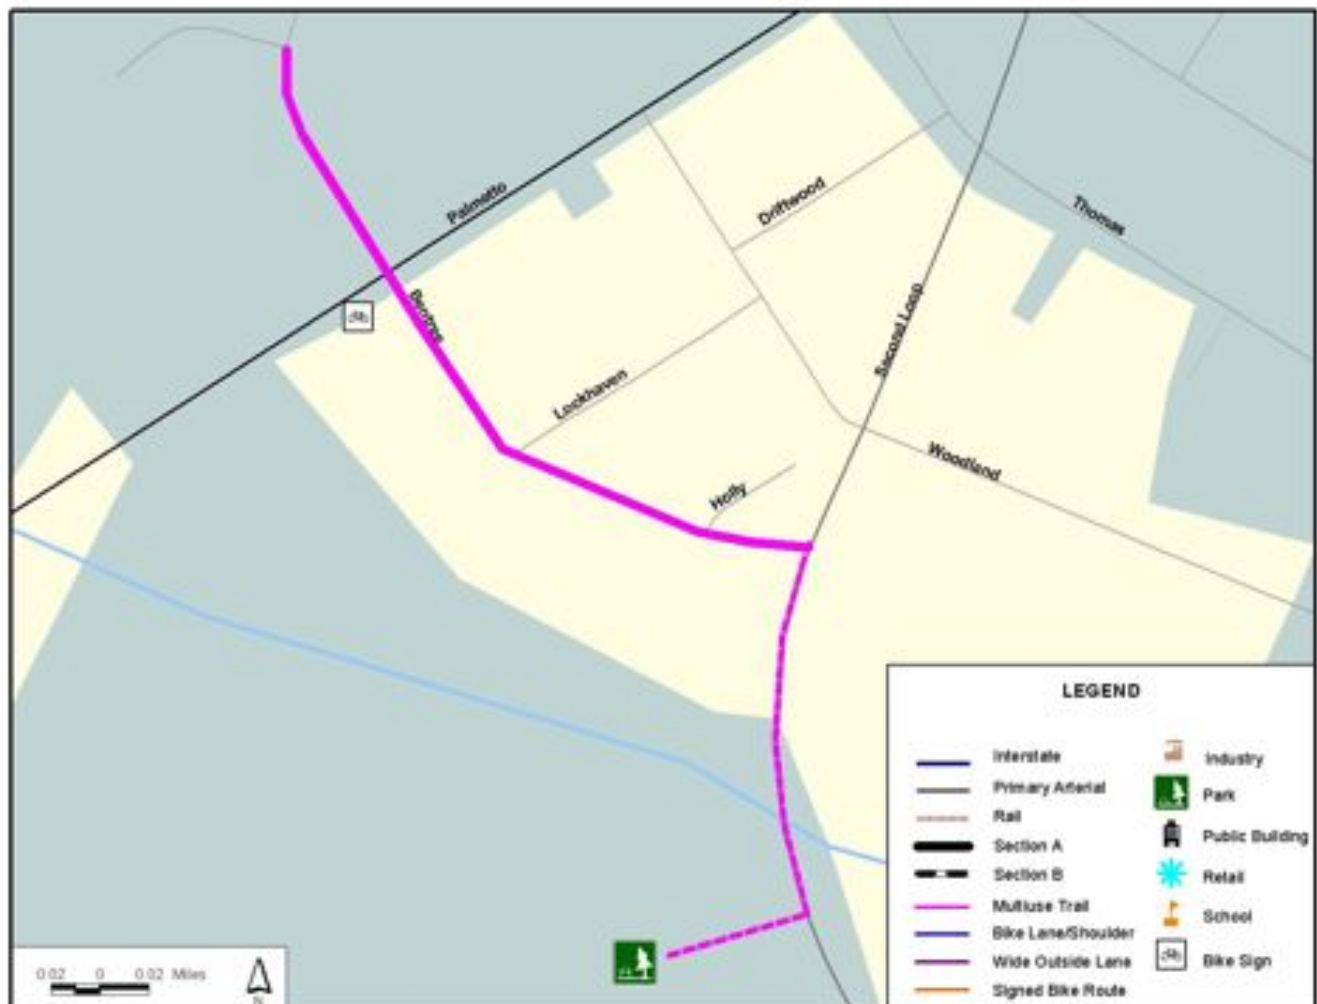 Palmetto
Driftwood
Thomas
Bentree
Second Loop
Lockhaven
Woodland
Holly
LEGEND
Interstate
Primary Arterial
Rail
Section A
Section B
Multiuse Trail
Bike Lane/Shoulder
Wide Outside Lane
Signed Bike Route
Industry
Park
Public Building
Retail
School
Bike Sign
0.02 0 0.02 Miles
N